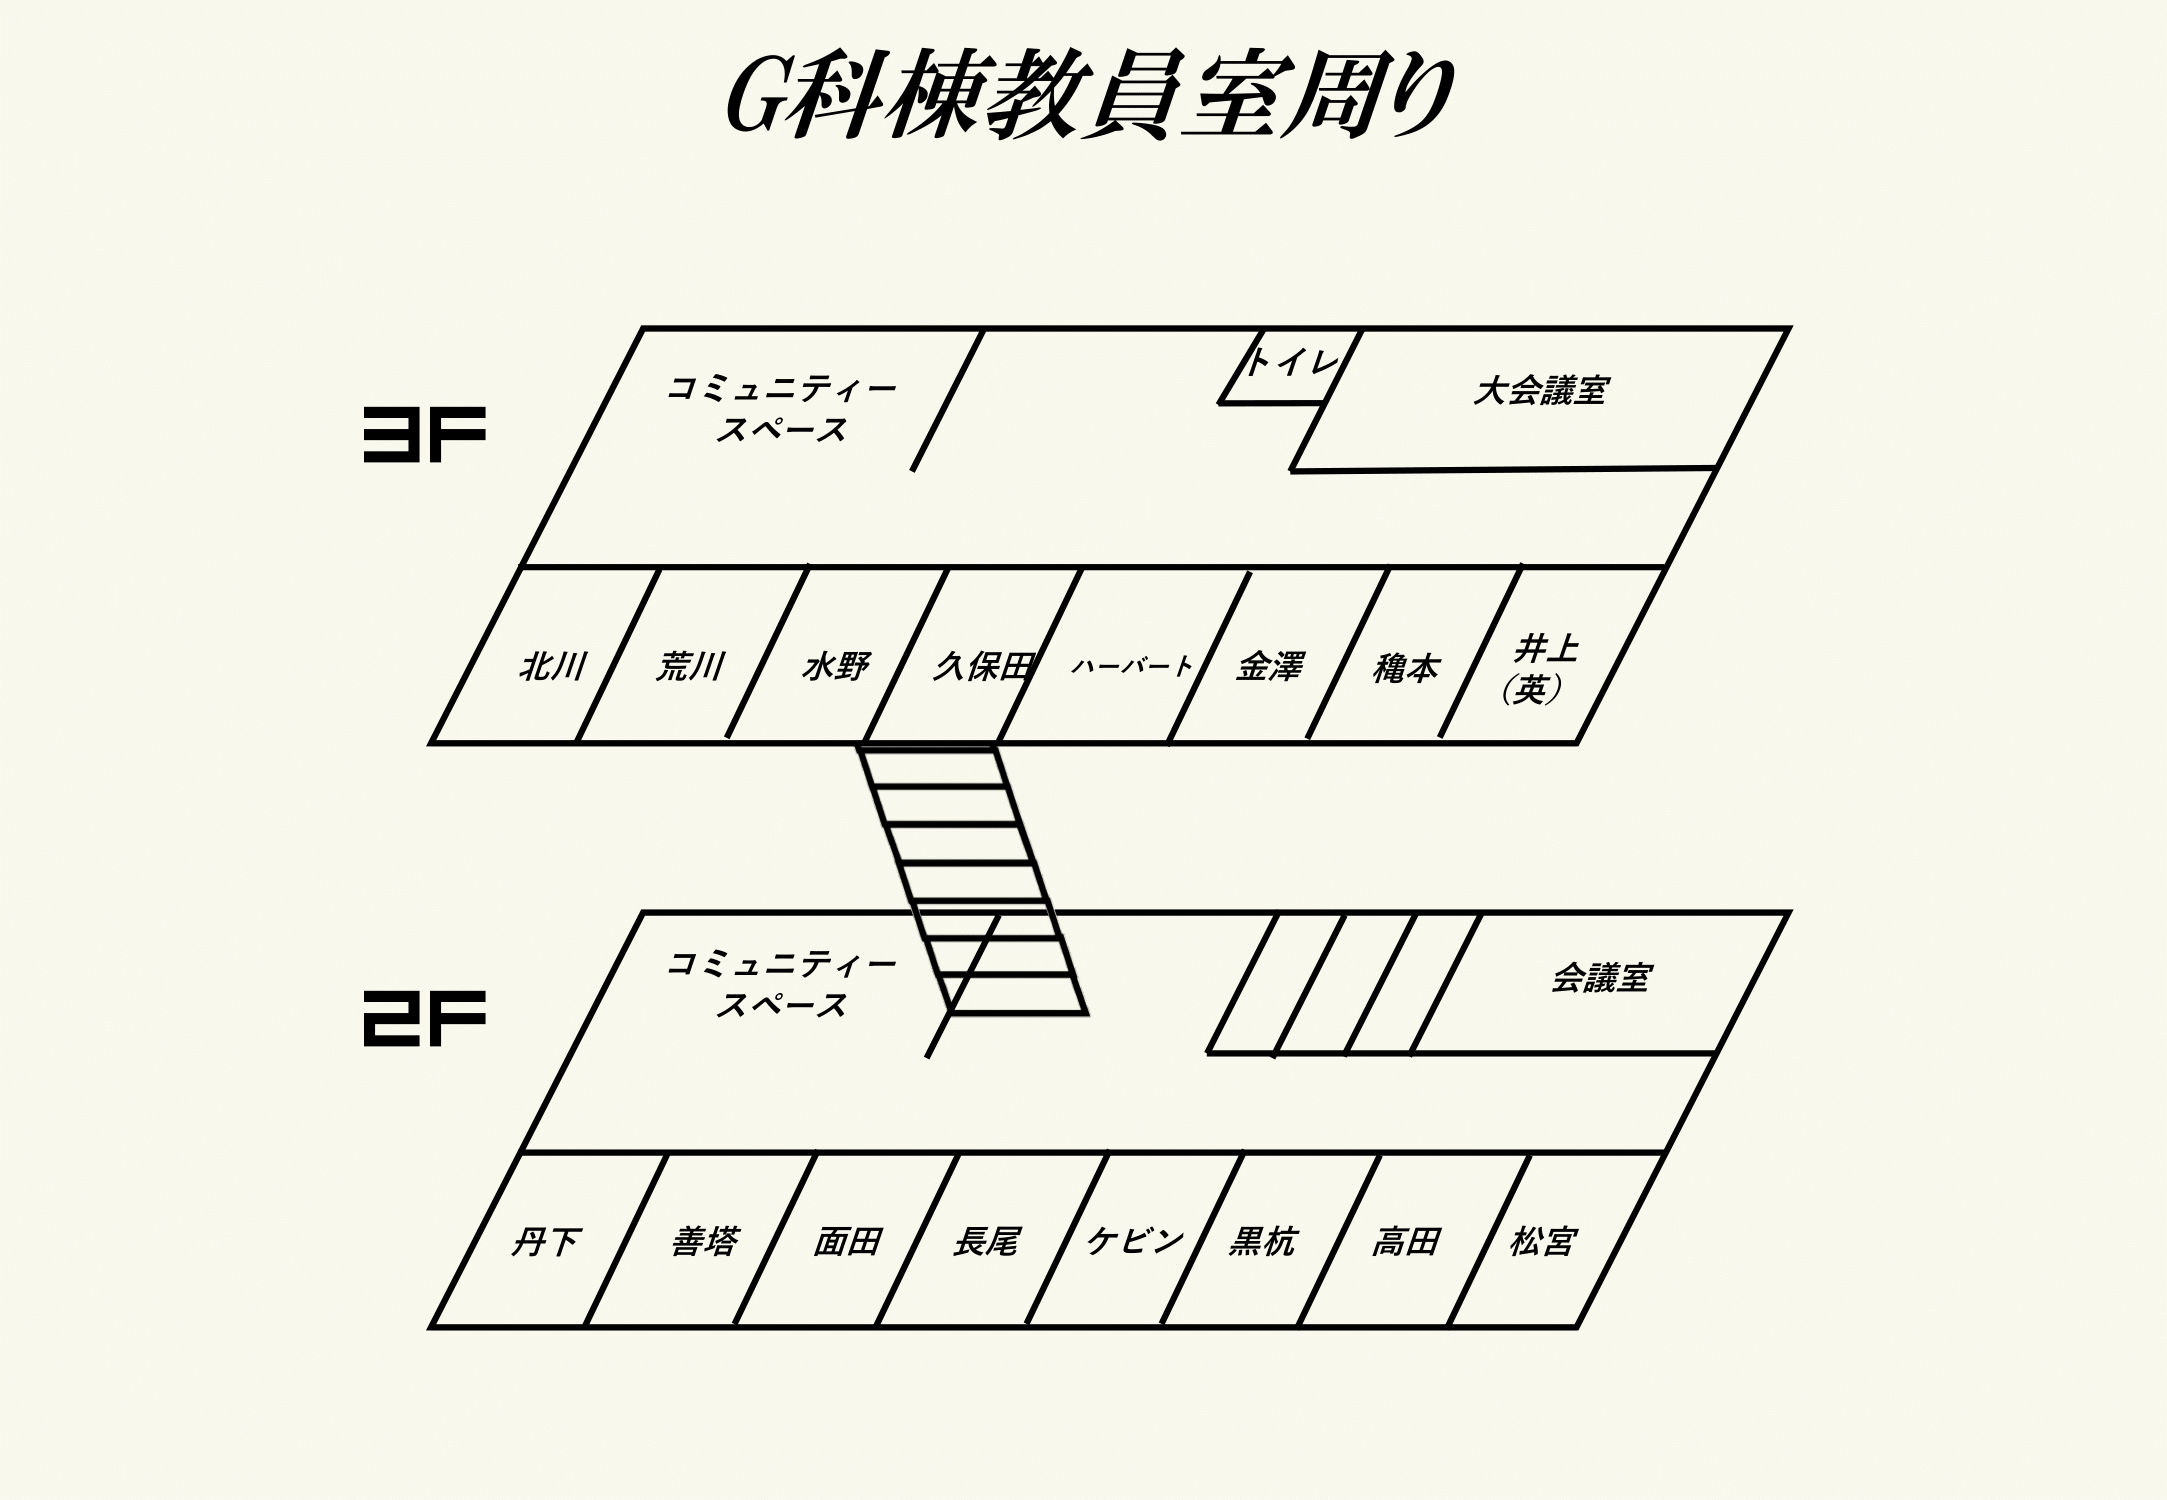 G科棟教員室周り
3F
コミュニティー
スペース
トイレ
大会議室
北川
荒川
水野
久保田
ハーバート
金澤
穐本
井上
（英）
2F
コミュニティー
スペース
会議室
丹下
善塔
面田
長尾
ケビン
黒杭
高田
松宮